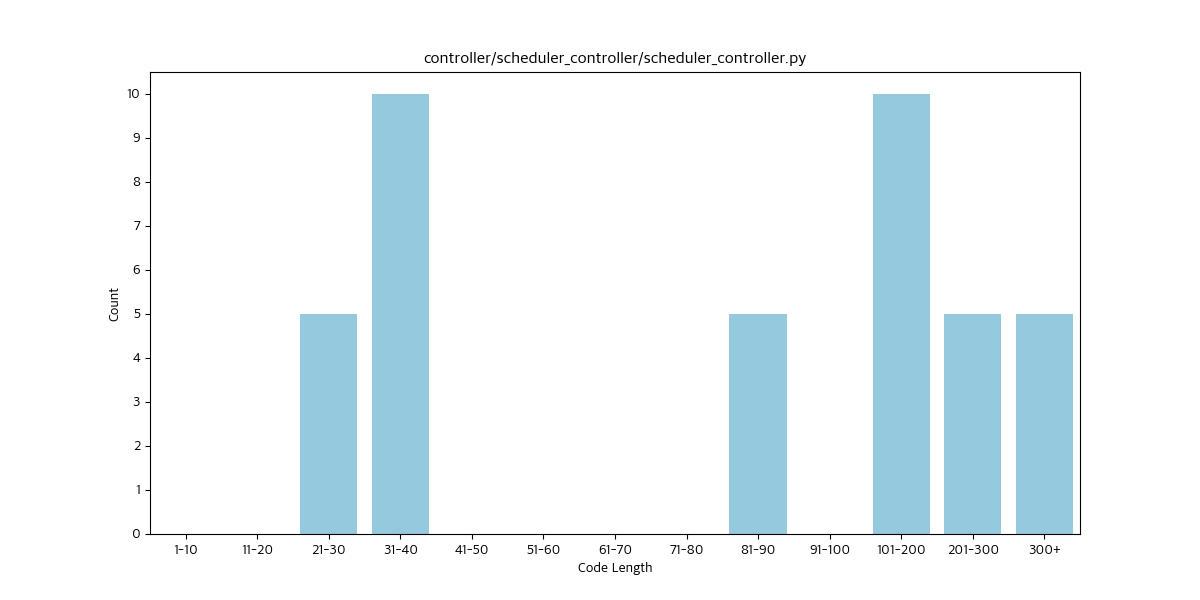 controller/scheduler_controller/scheduler_controller.py
10
9
8
7
6
5
4
3
2
1
0
Count
1-10 11-20 21-30 31-40 41-50 51-60 61-70 71-80 81-90 91-100 101-200 201-300 300+
Code Length